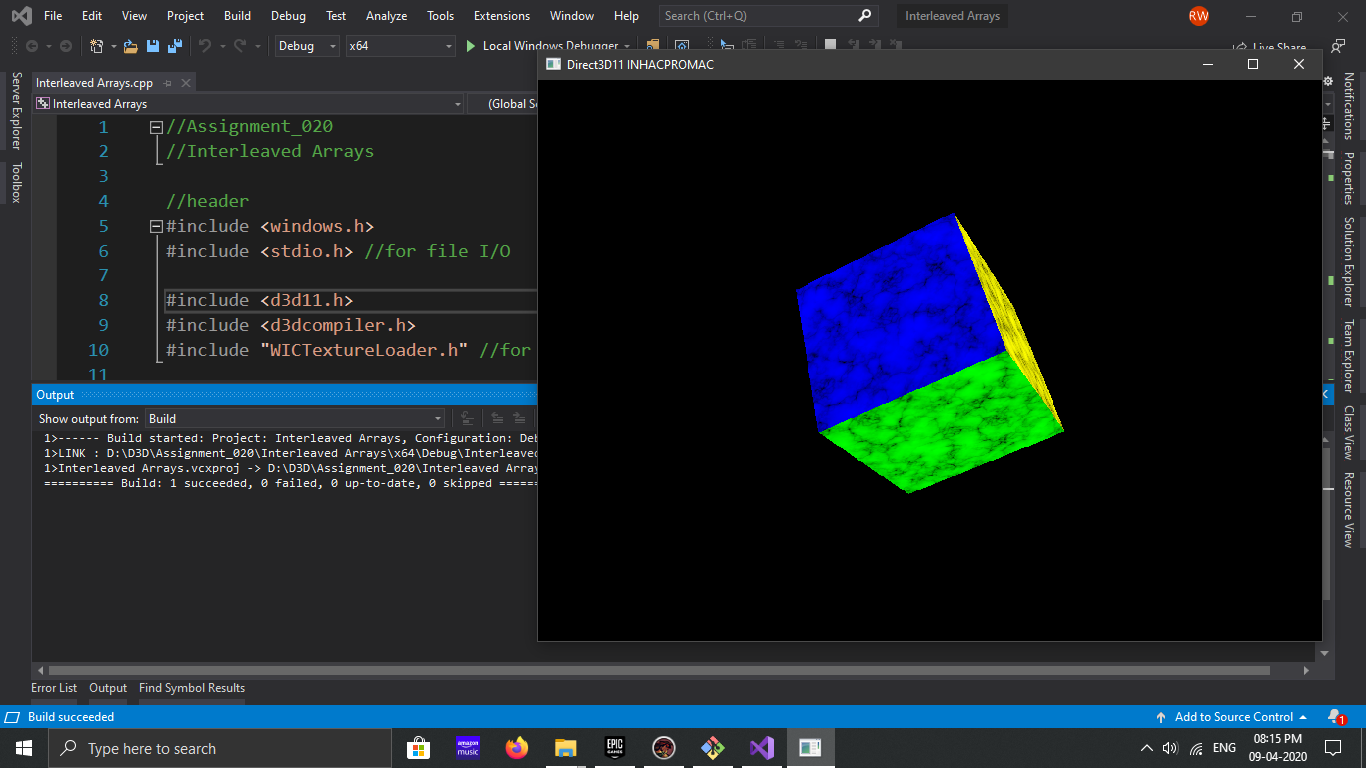 File Edit View Project Build Debug Test Analyze Tools Extensions Window Help Search (Ctrl+Q) Interleaved Arrays RW
Debug x64 Local Windows Debugger Live Share
Direct3D11 INHACPROMAC
Server Explorer
Toolbox
Interleaved Arrays.cpp
Interleaved Arrays (Global S
1 //Assignment_020
2 //Interleaved Arrays
3
4 //header
5 #include <windows.h>
6 #include <stdio.h> //for file I/O
7
8 #include <d3d11.h>
9 #include <d3dcompiler.h>
10 #include "WICTextureLoader.h" //for
11
Output
Show output from: Build
1>------ Build started: Project: Interleaved Arrays, Configuration: Deb
1>LINK : D:\D3D\Assignment_020\Interleaved Arrays\x64\Debug\Interleaved
1>Interleaved Arrays.vcxproj -> D:\D3D\Assignment_020\Interleaved Array
========== Build: 1 succeeded, 0 failed, 0 up-to-date, 0 skipped ======
Notifications
Properties
Solution Explorer
Team Explorer
Class View
Resource View
Error List Output Find Symbol Results
Build succeeded Add to Source Control 1
Type here to search amazon music EPIC GAMES ENG 08:15 PM
09-04-2020